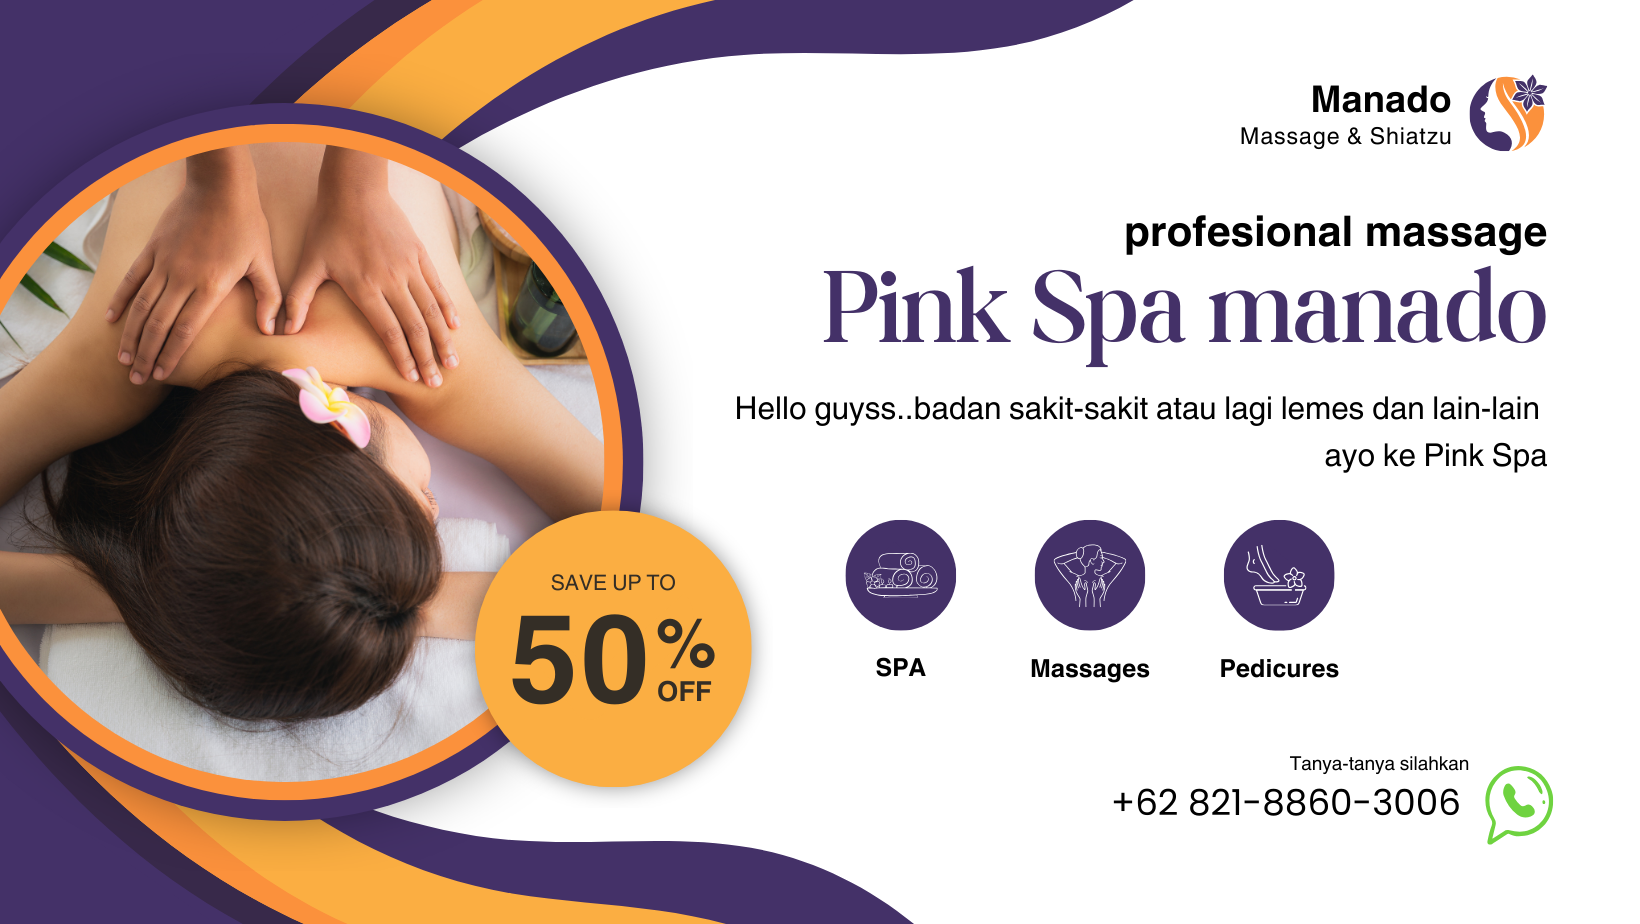 Manado
Massage & Shiatzu
profesional massage
Pink Spa manado
Hello guyss..badan sakit-sakit atau lagi lemes dan lain-lain
ayo ke Pink Spa
SAVE UP TO
50%
OFF
SPA
Massages
Pedicures
Tanya-tanya silahkan
+62 821-8860-3006